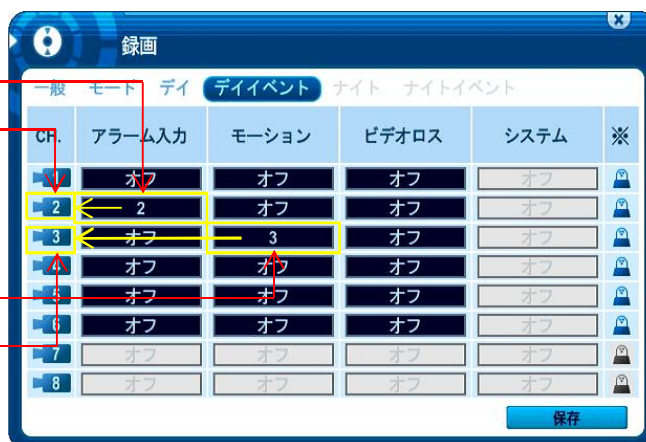 録画
一般 モード デイ デイイベント ナイト ナイトイベント
CH. アラーム入力 モーション ビデオロス システム ※
1 オフ オフ オフ オフ
2 2 オフ オフ オフ
3 オフ 3 オフ オフ
4 オフ オフ オフ オフ
5 オフ オフ オフ オフ
6 オフ オフ オフ オフ
7 オフ オフ オフ オフ
8 オフ オフ オフ オフ
保存